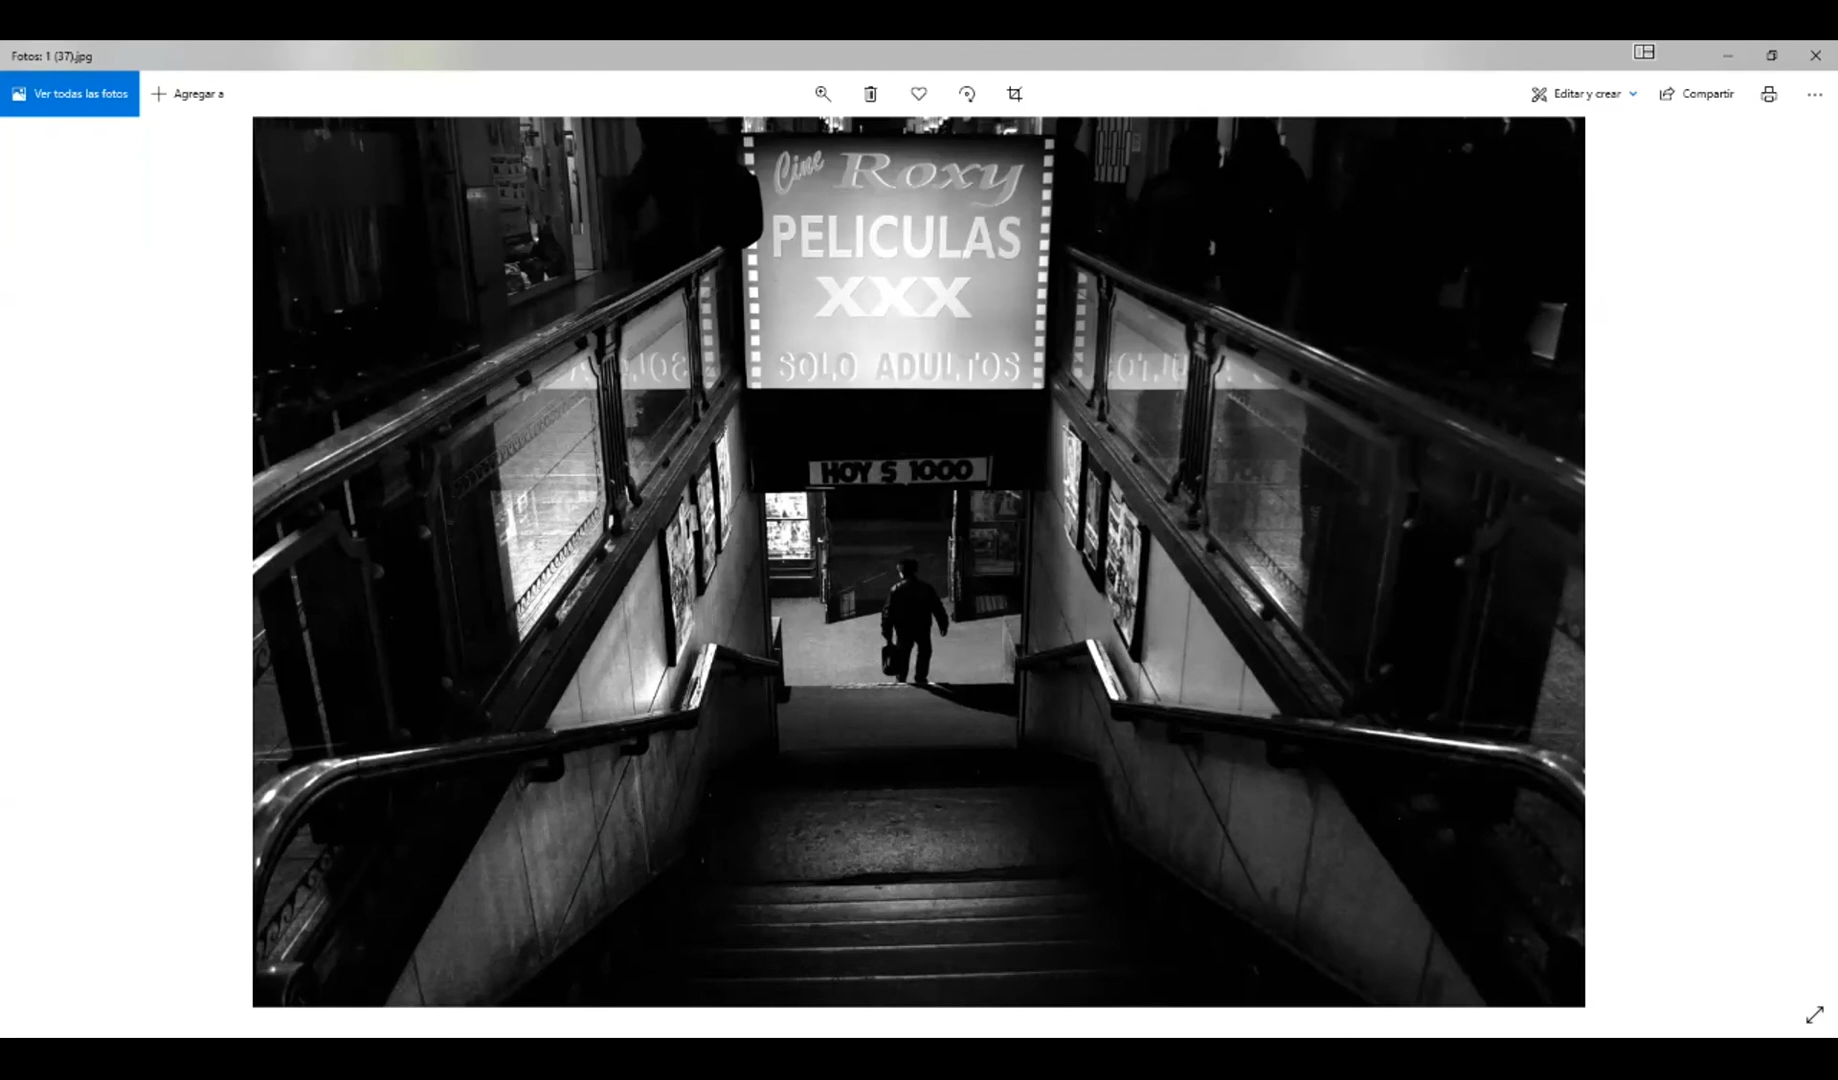 Fotos: 1 (37).jpg
Ver todas las fotos
Agregar a
Editar y crear
Compartir
Cine Roxy
PELICULAS
XXX
SOLO ADULTOS
HOY $ 1000